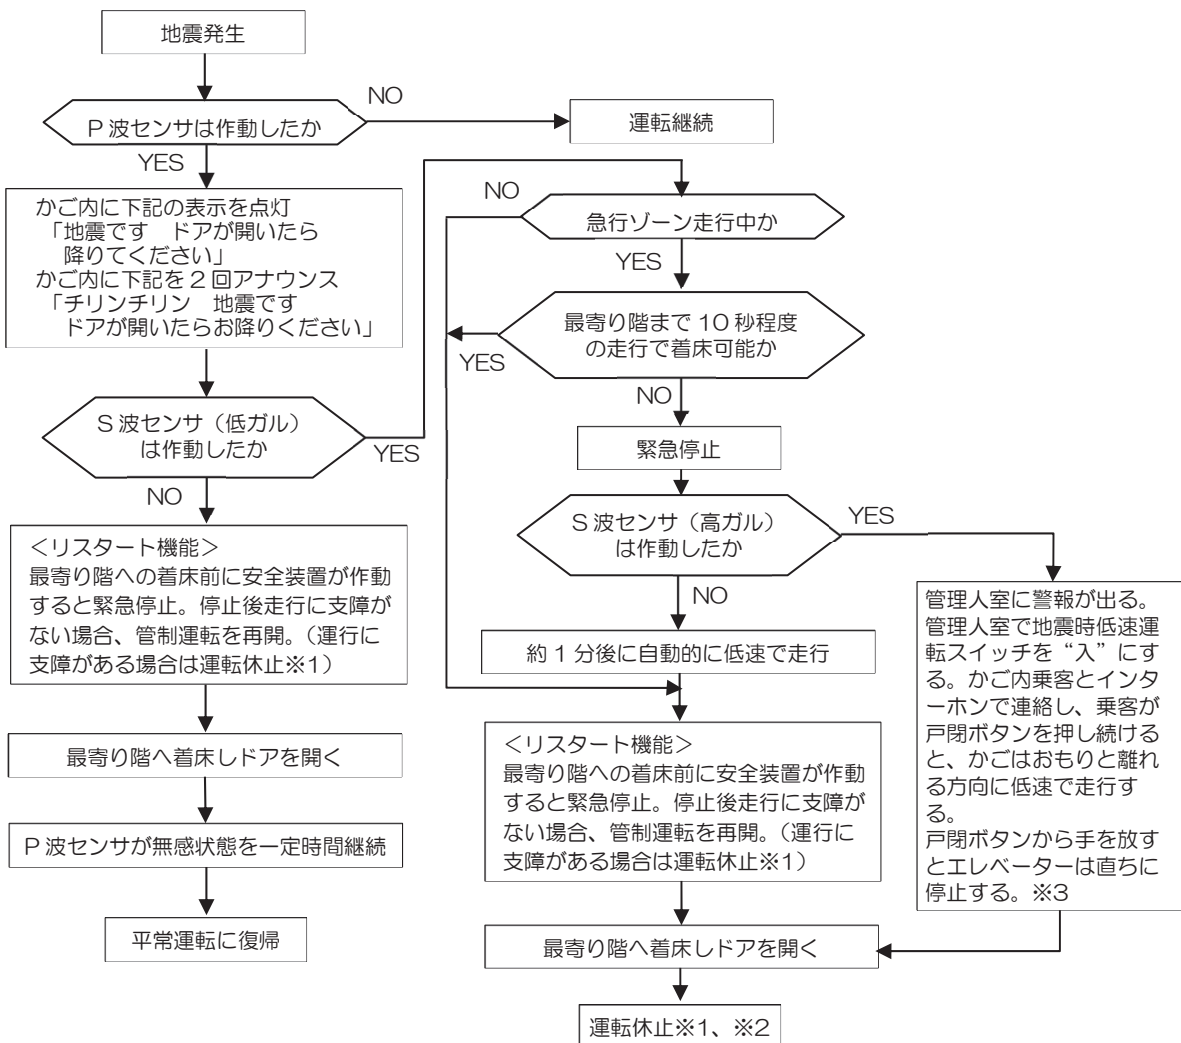 地震発生
P波センサは作動したか
NO
運転継続
YES
かご内に下記の表示を点灯
「地震です　ドアが開いたら
降りてください」
かご内に下記を2回アナウンス
「チリンチリン　地震です
ドアが開いたらお降りください」
S波センサ（低ガル）
は作動したか
YES
NO
＜リスタート機能＞
最寄り階への着床前に安全装置が作動
すると緊急停止。停止後走行に支障が
ない場合、管制運転を再開。（運行に
支障がある場合は運転休止※1）
最寄り階へ着床しドアを開く
P波センサが無感状態を一定時間継続
平常運転に復帰
急行ゾーン走行中か
NO
YES
最寄り階まで10秒程度
の走行で着床可能か
YES
NO
緊急停止
S波センサ（高ガル）
は作動したか
YES
NO
約1分後に自動的に低速で走行
＜リスタート機能＞
最寄り階への着床前に安全装置が作動
すると緊急停止。停止後走行に支障が
ない場合、管制運転を再開。（運行に
支障がある場合は運転休止※1）
管理人室に警報が出る。
管理人室で地震時低速運
転スイッチを“入”にす
る。かご内乗客とインタ
ーホンで連絡し、乗客が
戸閉ボタンを押し続ける
と、かごはおもりと離れ
る方向に低速で走行す
る。
戸閉ボタンから手を放す
とエレベーターは直ちに
停止する。※3
最寄り階へ着床しドアを開く
運転休止※1、※2